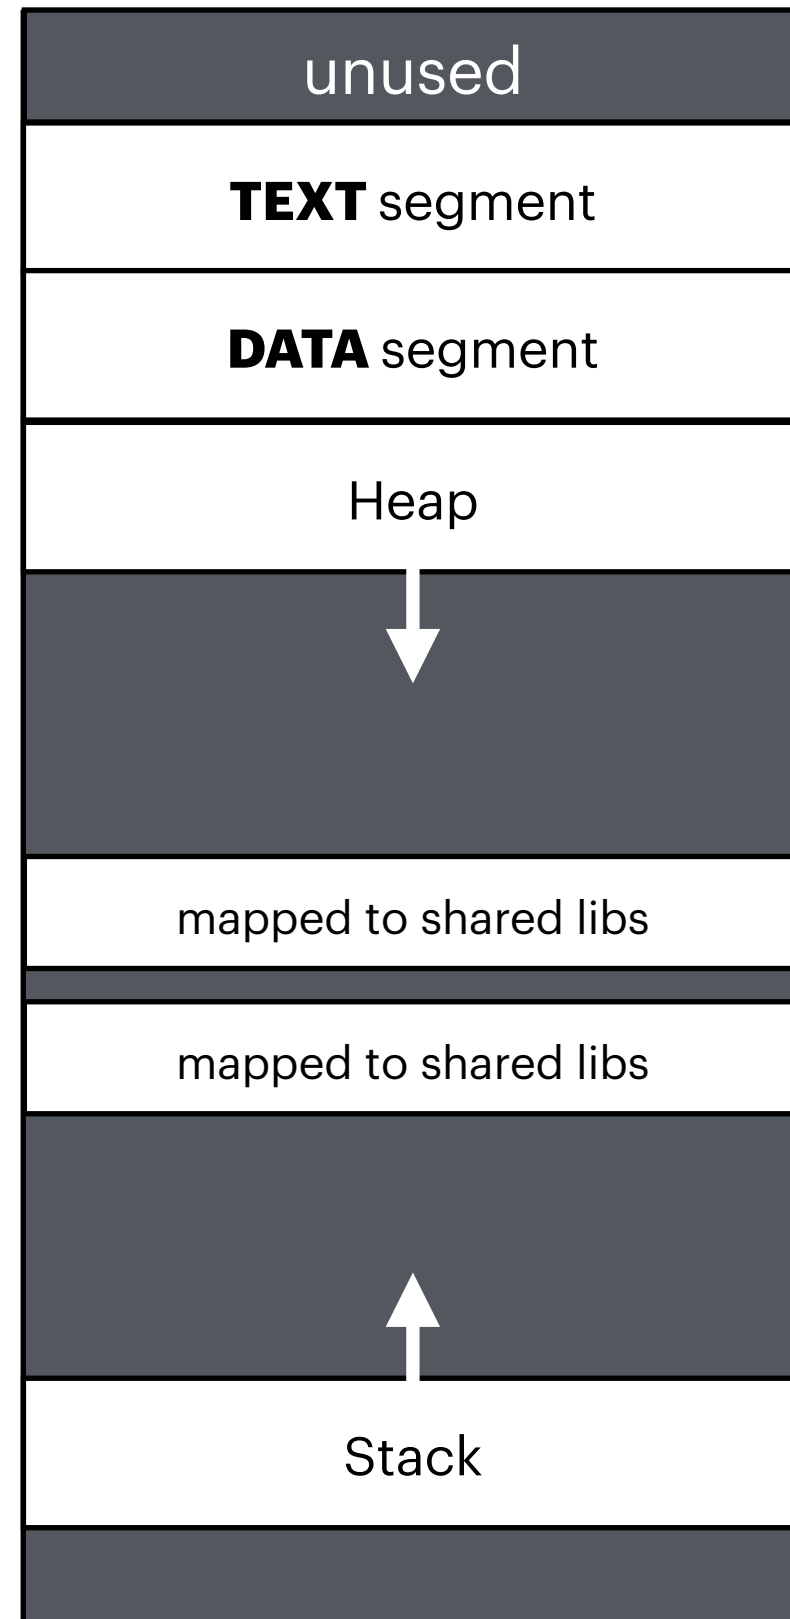 unused
TEXT segment
DATA segment
Heap
mapped to shared libs
mapped to shared libs
Stack